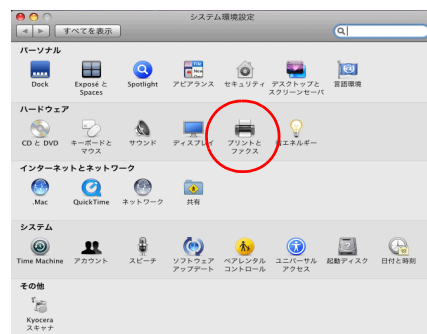 システム環境設定
すべてを表示
パーソナル
Dock
Exposé と
Spaces
Spotlight
アピアランス
セキュリティ
デスクトップと
スクリーンセーバ
言語環境
ハードウェア
CD と DVD
キーボードと
マウス
サウンド
ディスプレイ
プリントと
ファクス
省エネルギー
インターネットとネットワーク
.Mac
QuickTime
ネットワーク
共有
システム
Time Machine
アカウント
スピーチ
ソフトウェア
アップデート
ペアレンタル
コントロール
ユニバーサル
アクセス
起動ディスク
日付と時刻
その他
Kyocera
スキャナ